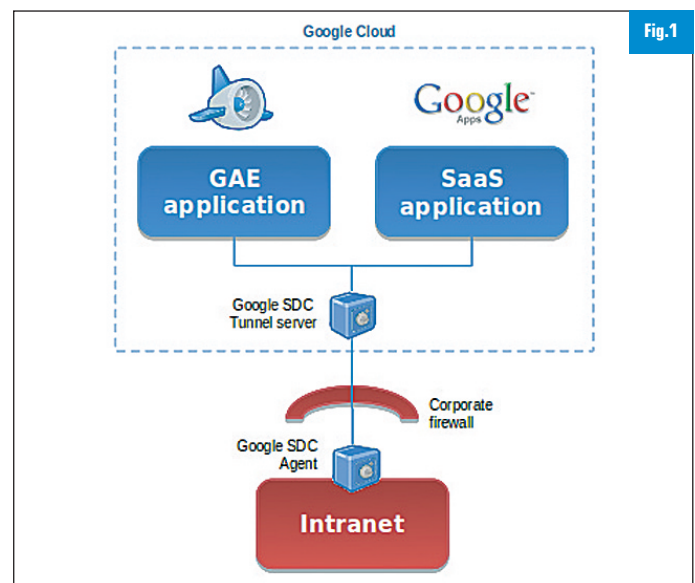 Fig.1
Google Cloud
Google™
Apps
GAE
application
SaaS
application
Google SDC
Tunnel server
Corporate
firewall
Google SDC
Agent
Intranet